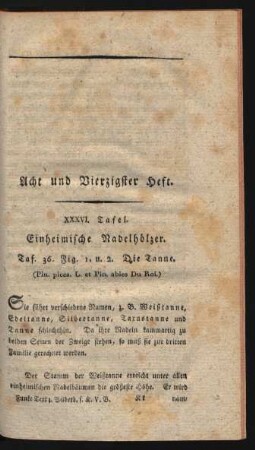 Acht und Vierzigster Heft.
XXXVI. Tafel.
Einheimische Nadelhölzer.
Taf. 36. Fig. 1. u. 2. Die Tanne.
(Pin. picea. L. et Pin. abies Du Roi.)
Sie führt verschiedene Namen, z. B. Weißtanne,
Edeltanne, Silbertanne, Taxustanne und
Tanne schlechthin. Da ihre Nadeln kammartig zu
beiden Seiten der Zweige stehen, so muß sie zur dritten
Familie gerechnet werden.
Der Stamm der Weißtanne erreicht unter allen
einheimischen Nadelbäumen die größeste Höhe. Er wird
Funke Text z. Bilderb. f. K. V. B. Kk nam